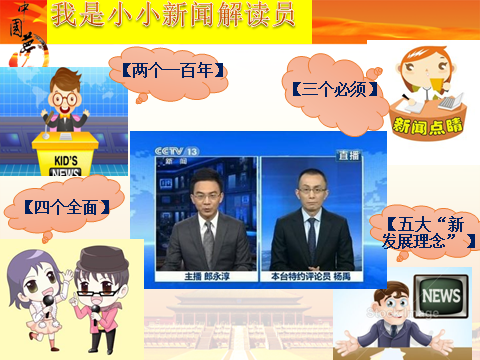 中国梦
我是小小新闻解读员
【两个一百年】
【三个必须】
KID'S
NEWS
新闻点睛
CCTV 13
新闻
直播
主播 郎永淳
本台特约评论员 杨禹
【四个全面】
【五大“新
发展理念”】
NEWS